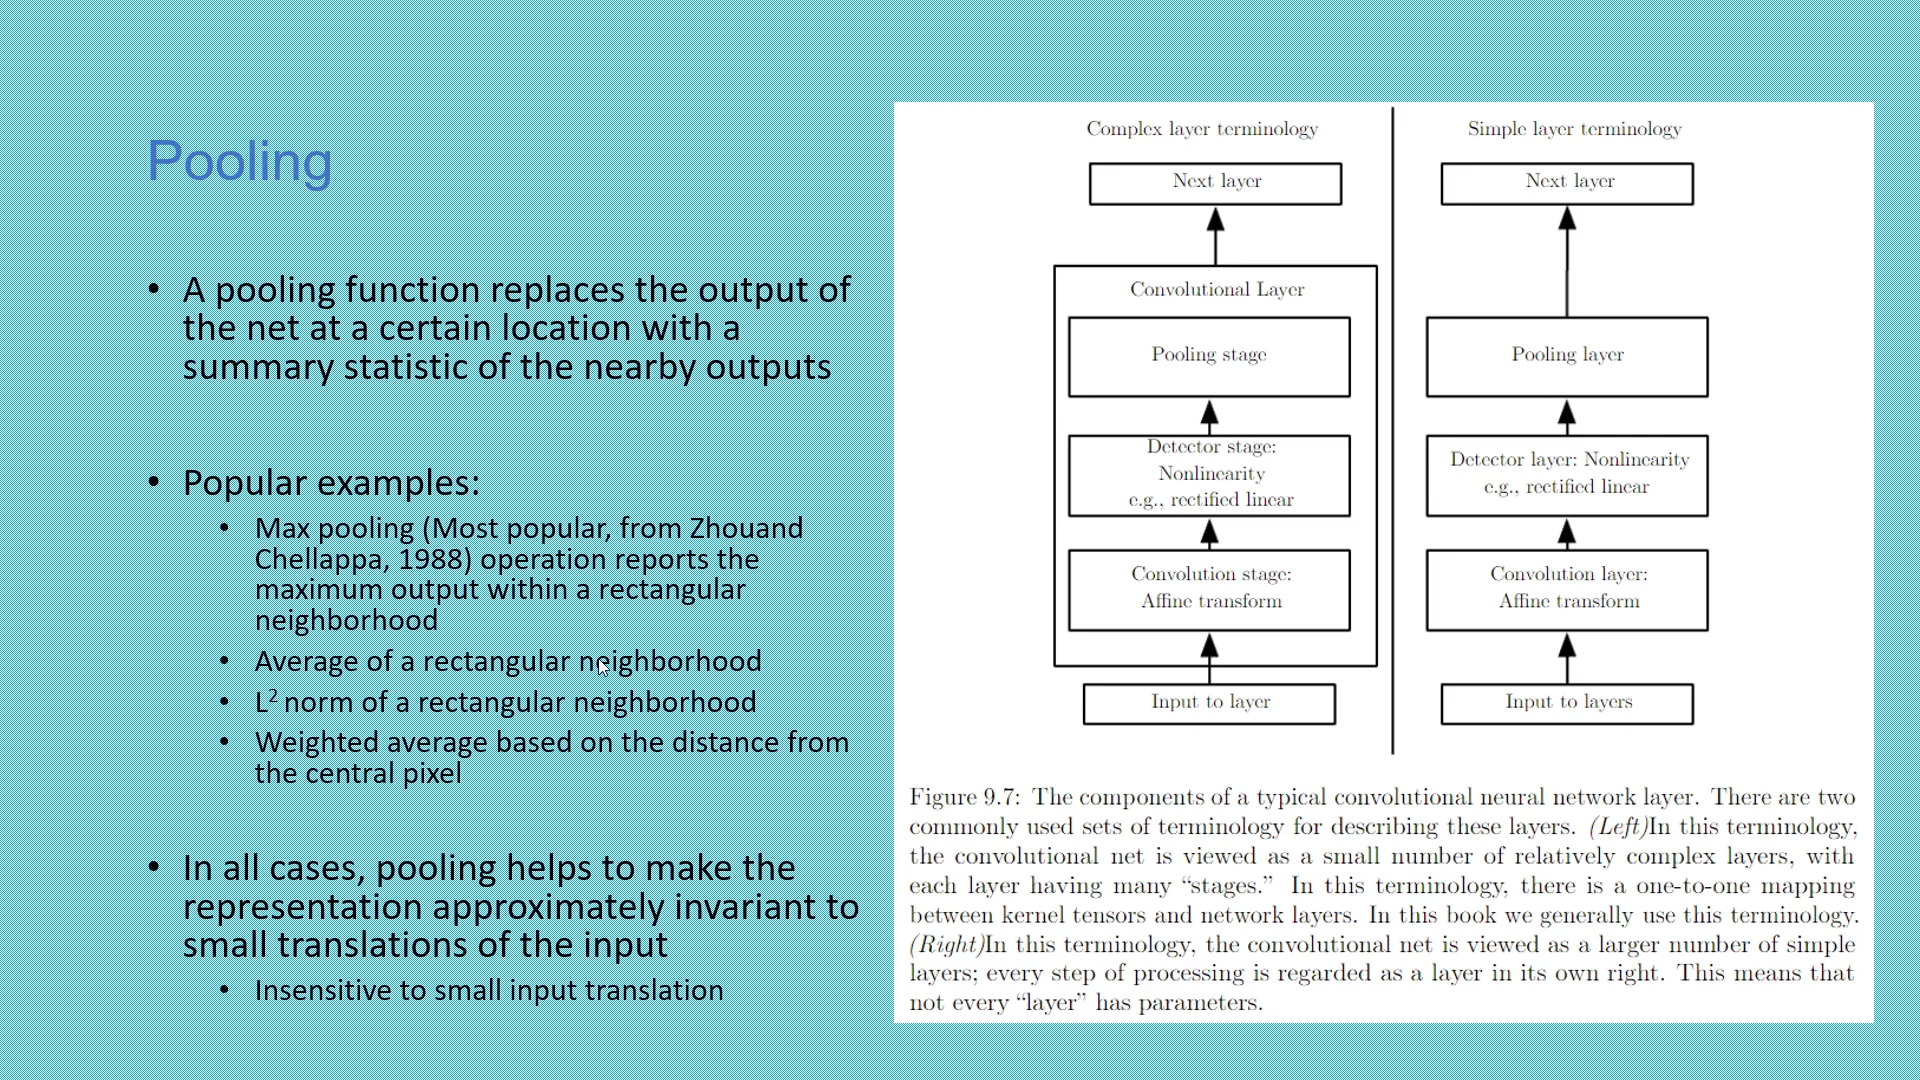 Pooling
• A pooling function replaces the output of
the net at a certain location with a
summary statistic of the nearby outputs
• Popular examples:
• Max pooling (Most popular, from Zhouand
Chellappa, 1988) operation reports the
maximum output within a rectangular
neighborhood
• Average of a rectangular neighborhood
• L² norm of a rectangular neighborhood
• Weighted average based on the distance from
the central pixel
• In all cases, pooling helps to make the
representation approximately invariant to
small translations of the input
• Insensitive to small input translation
Complex layer terminology
Next layer
Convolutional Layer
Pooling stage
Detector stage:
Nonlinearity
e.g., rectified linear
Convolution stage:
Affine transform
Input to layer
Simple layer terminology
Next layer
Pooling layer
Detector layer: Nonlinearity
e.g., rectified linear
Convolution layer:
Affine transform
Input to layers
Figure 9.7: The components of a typical convolutional neural network layer. There are two
commonly used sets of terminology for describing these layers. (Left)In this terminology,
the convolutional net is viewed as a small number of relatively complex layers, with
each layer having many “stages.” In this terminology, there is a one-to-one mapping
between kernel tensors and network layers. In this book we generally use this terminology.
(Right)In this terminology, the convolutional net is viewed as a larger number of simple
layers; every step of processing is regarded as a layer in its own right. This means that
not every “layer” has parameters.